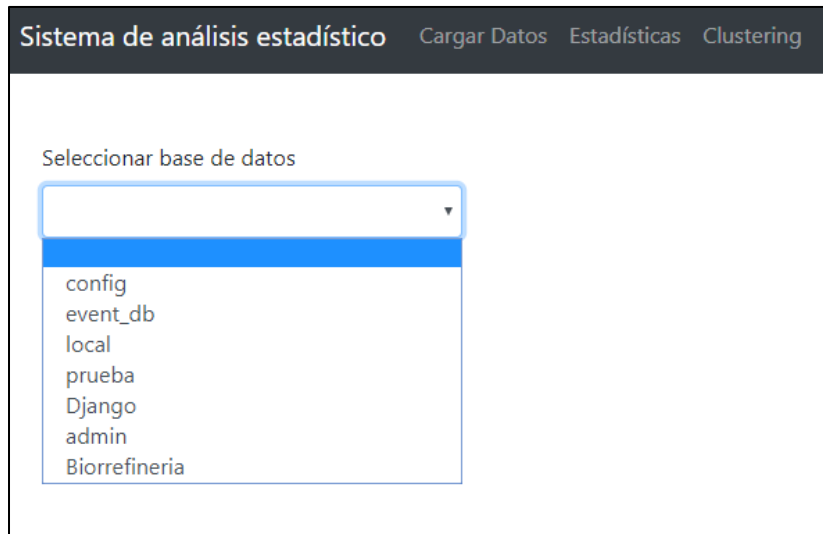 Sistema de análisis estadístico Cargar Datos Estadísticas Clustering
Seleccionar base de datos
config
event_db
local
prueba
Django
admin
Biorrefineria